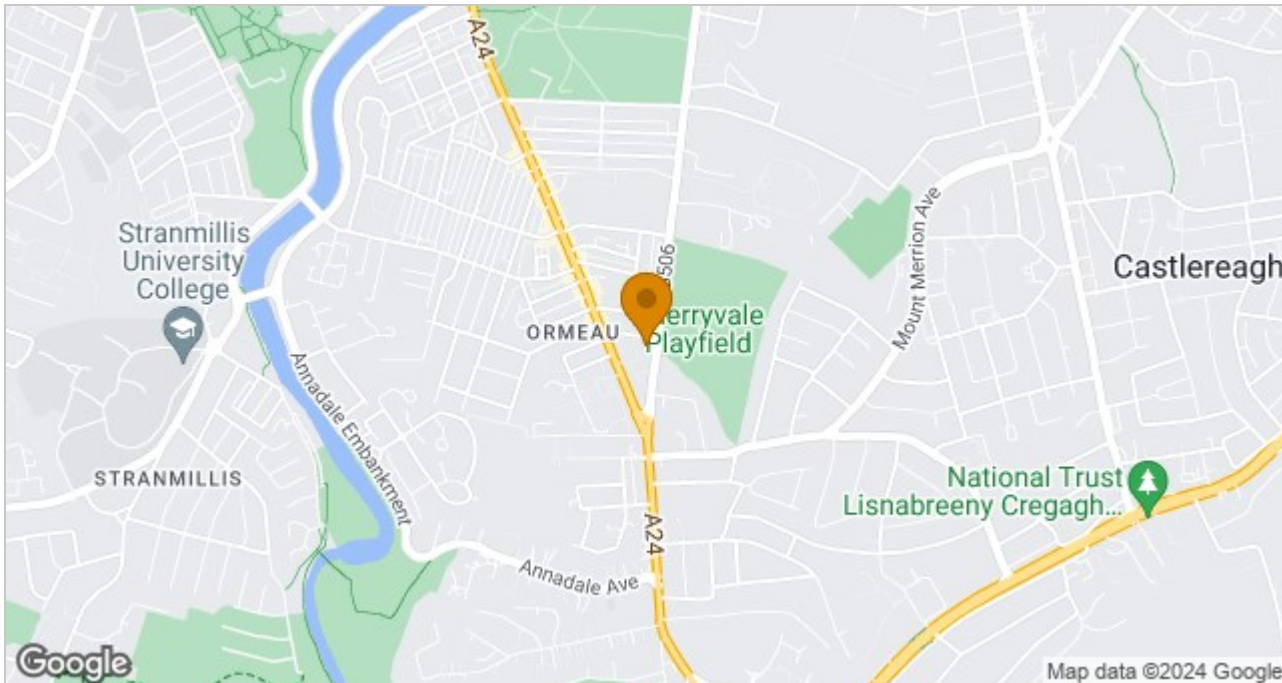 A24
506
Mount Merrion Ave
Castlereagh
Stranmillis
University
College
ORMEAU
Playfield
Annadale Embankment
STRANMILLIS
National Trust
Lisnabreeny Cregagh...
A24
Annadale Ave
Google
Map data ©2024 Google